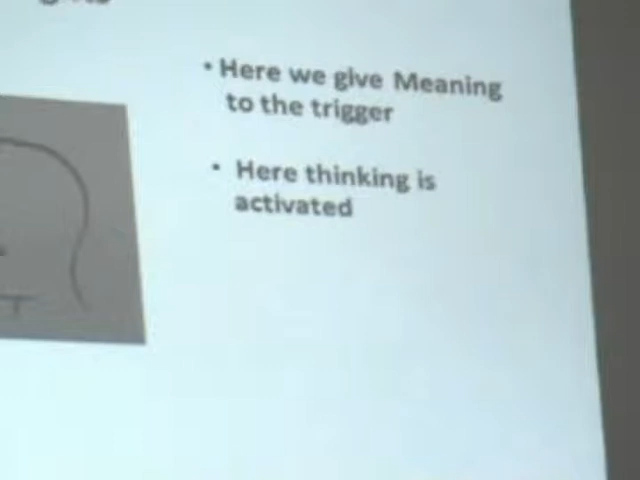 • Here we give Meaning
to the trigger
• Here thinking is
activated